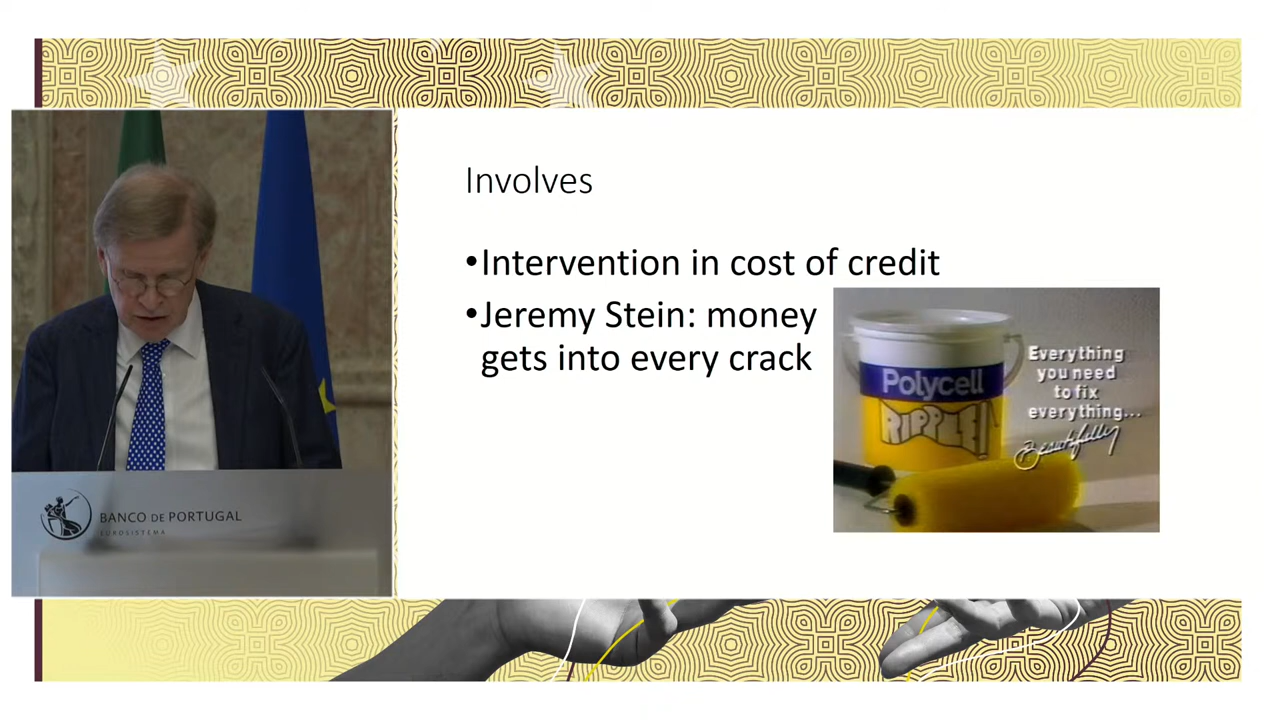 Involves
•Intervention in cost of credit
•Jeremy Stein: money
gets into every crack
Polycell
RIPPLE!
Everything
you need
to fix
everything...
Beautifully
BANCO DE PORTUGAL
EUROSISTEMA